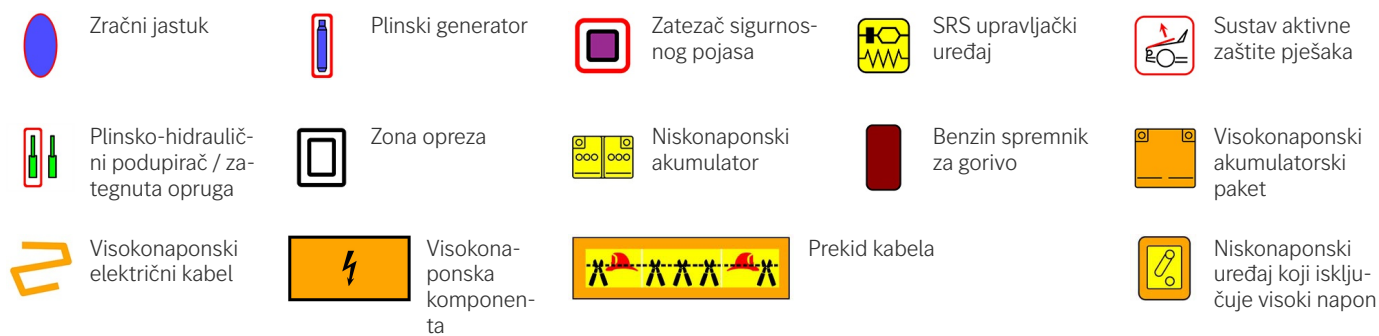 Zračni jastuk
Plinski generator
Zatezač sigurnos-
nog pojasa
SRS upravljački
uređaj
Sustav aktivne
zaštite pješaka
Plinsko-hidraulič-
ni podupirač / za-
tegnuta opruga
Zona opreza
Niskonaponski
akumulator
Benzin spremnik
za gorivo
Visokonaponski
akumulatorski
paket
Visokonaponski
električni kabel
Visokona-
ponska
komponen-
ta
Prekid kabela
Niskonaponski
uređaj koji isklju-
čuje visoki napon